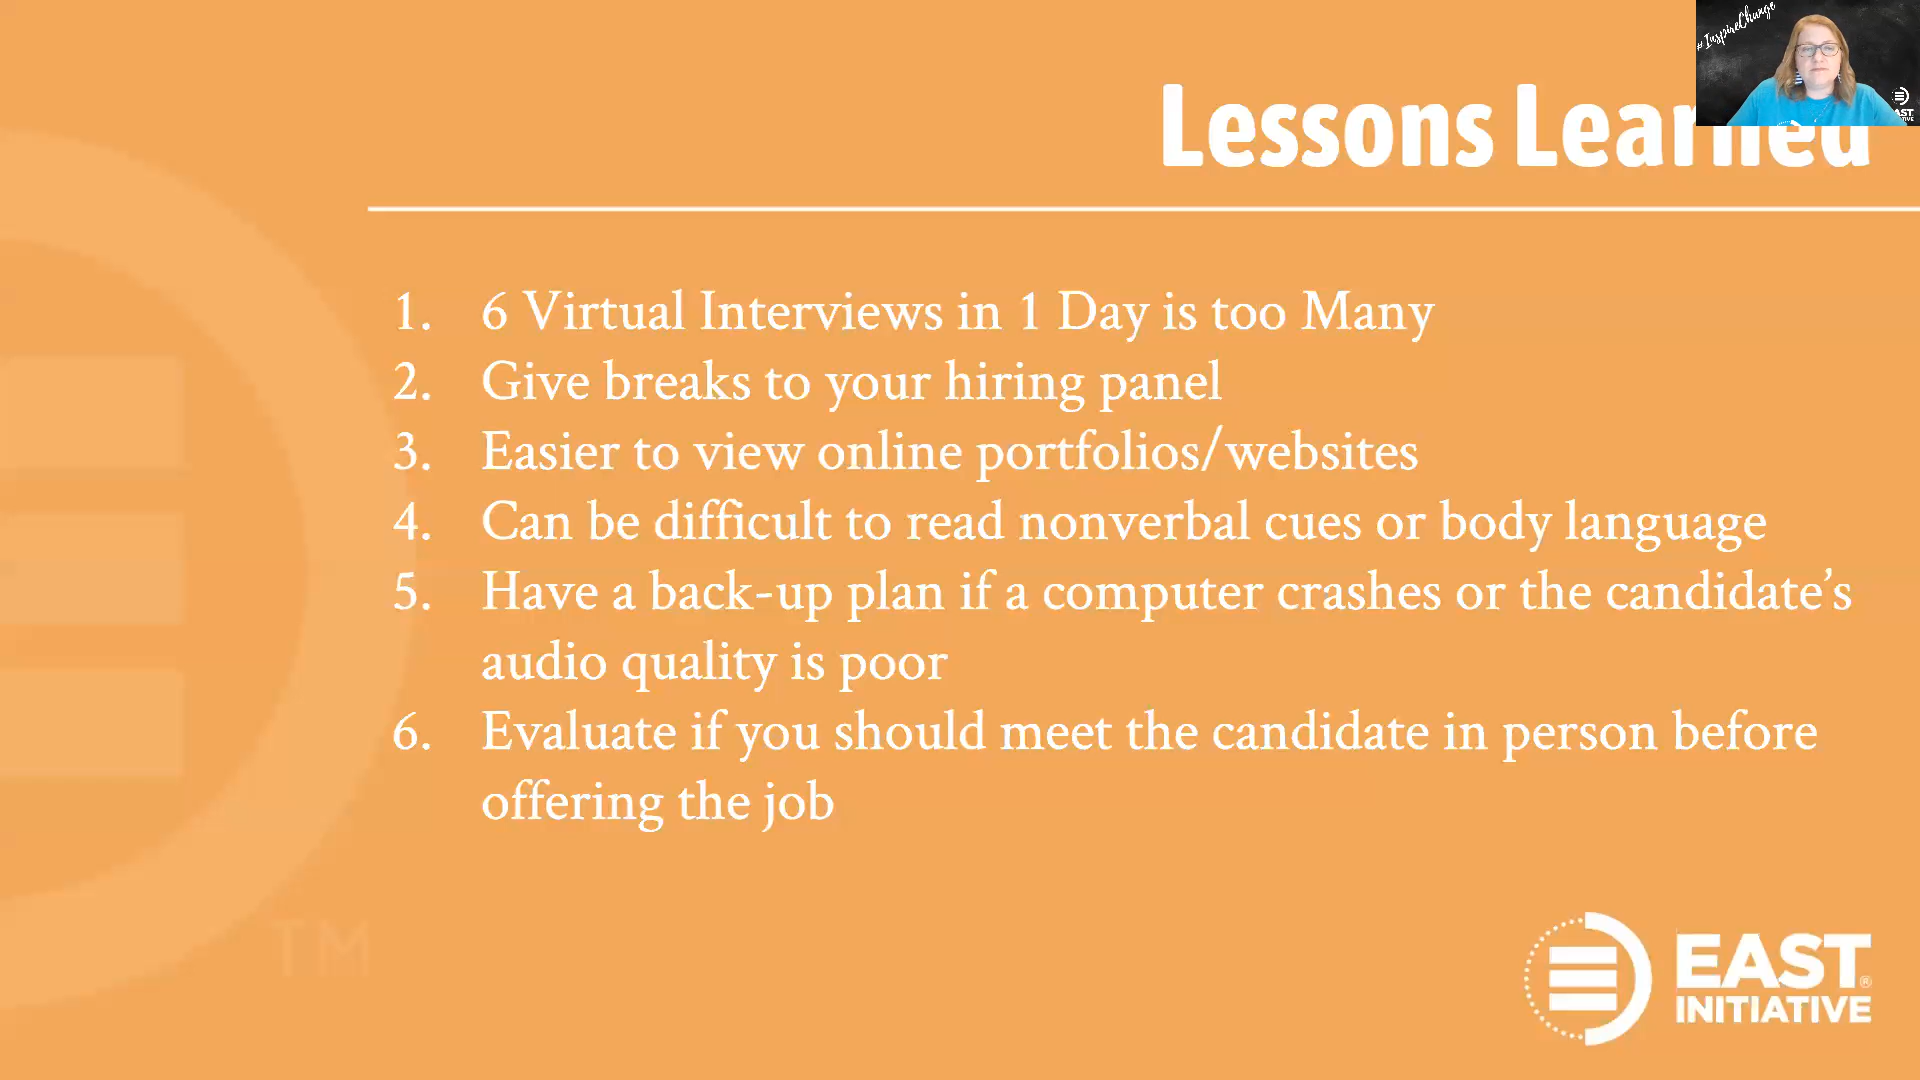 #InspireChange
EAST
Lessons Learned
1. 6 Virtual Interviews in 1 Day is too Many
2. Give breaks to your hiring panel
3. Easier to view online portfolios/websites
4. Can be difficult to read nonverbal cues or body language
5. Have a back-up plan if a computer crashes or the candidate’s
audio quality is poor
6. Evaluate if you should meet the candidate in person before
offering the job
TM
EAST®
INITIATIVE